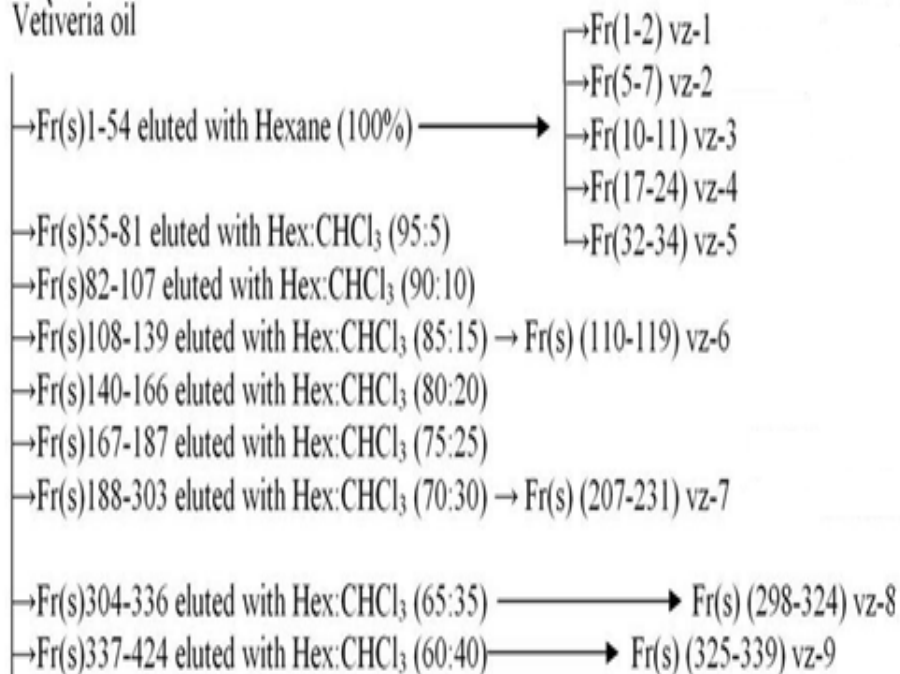 Vetiveria oil
→Fr(s)1-54 eluted with Hexane (100%)
→Fr(1-2) vz-1
→Fr(5-7) vz-2
→Fr(10-11) vz-3
→Fr(17-24) vz-4
→Fr(32-34) vz-5
→Fr(s)55-81 eluted with Hex:CHCl₃ (95:5)
→Fr(s)82-107 eluted with Hex:CHCl₃ (90:10)
→Fr(s)108-139 eluted with Hex:CHCl₃ (85:15) → Fr(s) (110-119) vz-6
→Fr(s)140-166 eluted with Hex:CHCl₃ (80:20)
→Fr(s)167-187 eluted with Hex:CHCl₃ (75:25)
→Fr(s)188-303 eluted with Hex:CHCl₃ (70:30) → Fr(s) (207-231) vz-7
→Fr(s)304-336 eluted with Hex:CHCl₃ (65:35) → Fr(s) (298-324) vz-8
→Fr(s)337-424 eluted with Hex:CHCl₃ (60:40) → Fr(s) (325-339) vz-9